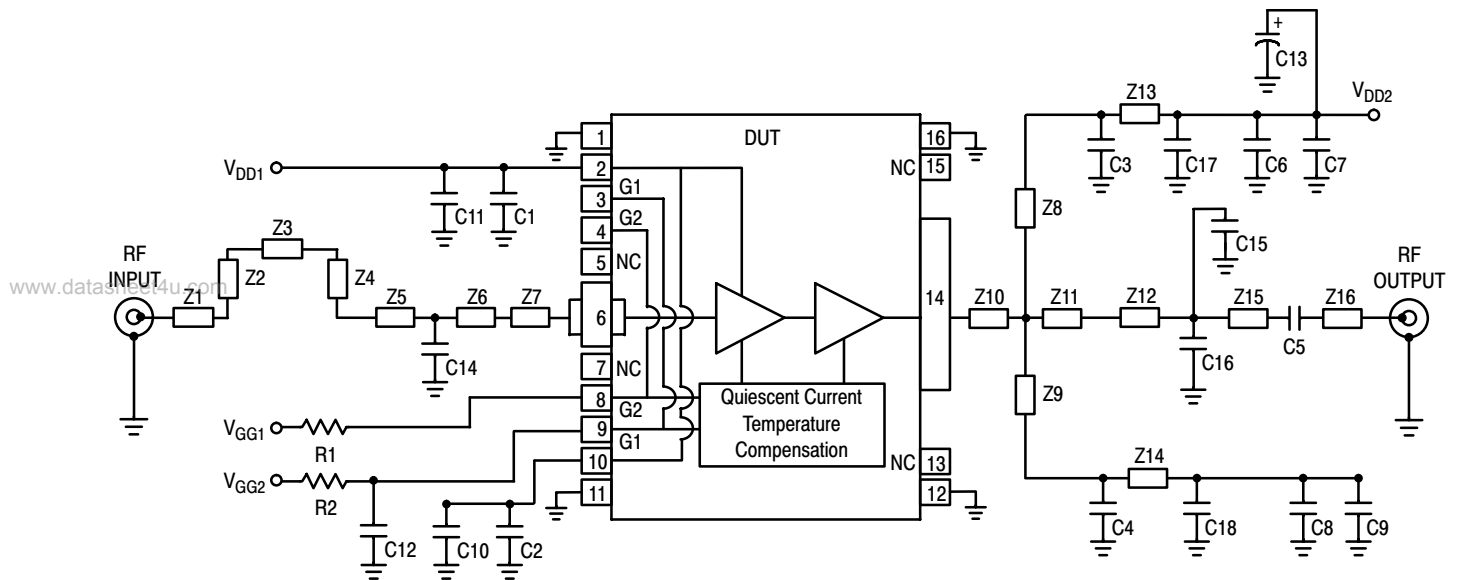 +
C13
Z13
V_DD2
C3
C17
C6
C7
1
DUT
16
V_DD1
2
NC
15
C11
C1
3
G1
Z8
4
G2
C15
RF
INPUT
Z3
Z2
Z4
5
NC
RF
OUTPUT
www.datasheet4u.com
Z1
Z5
Z6
Z7
6
14
Z10
Z11
Z12
Z15
Z16
C14
C5
C16
7
NC
8
G2
Quiescent Current
Temperature
Compensation
Z9
V_GG1
R1
9
G1
V_GG2
R2
10
NC
13
Z14
11
12
C12
C10
C2
C4
C18
C8
C9